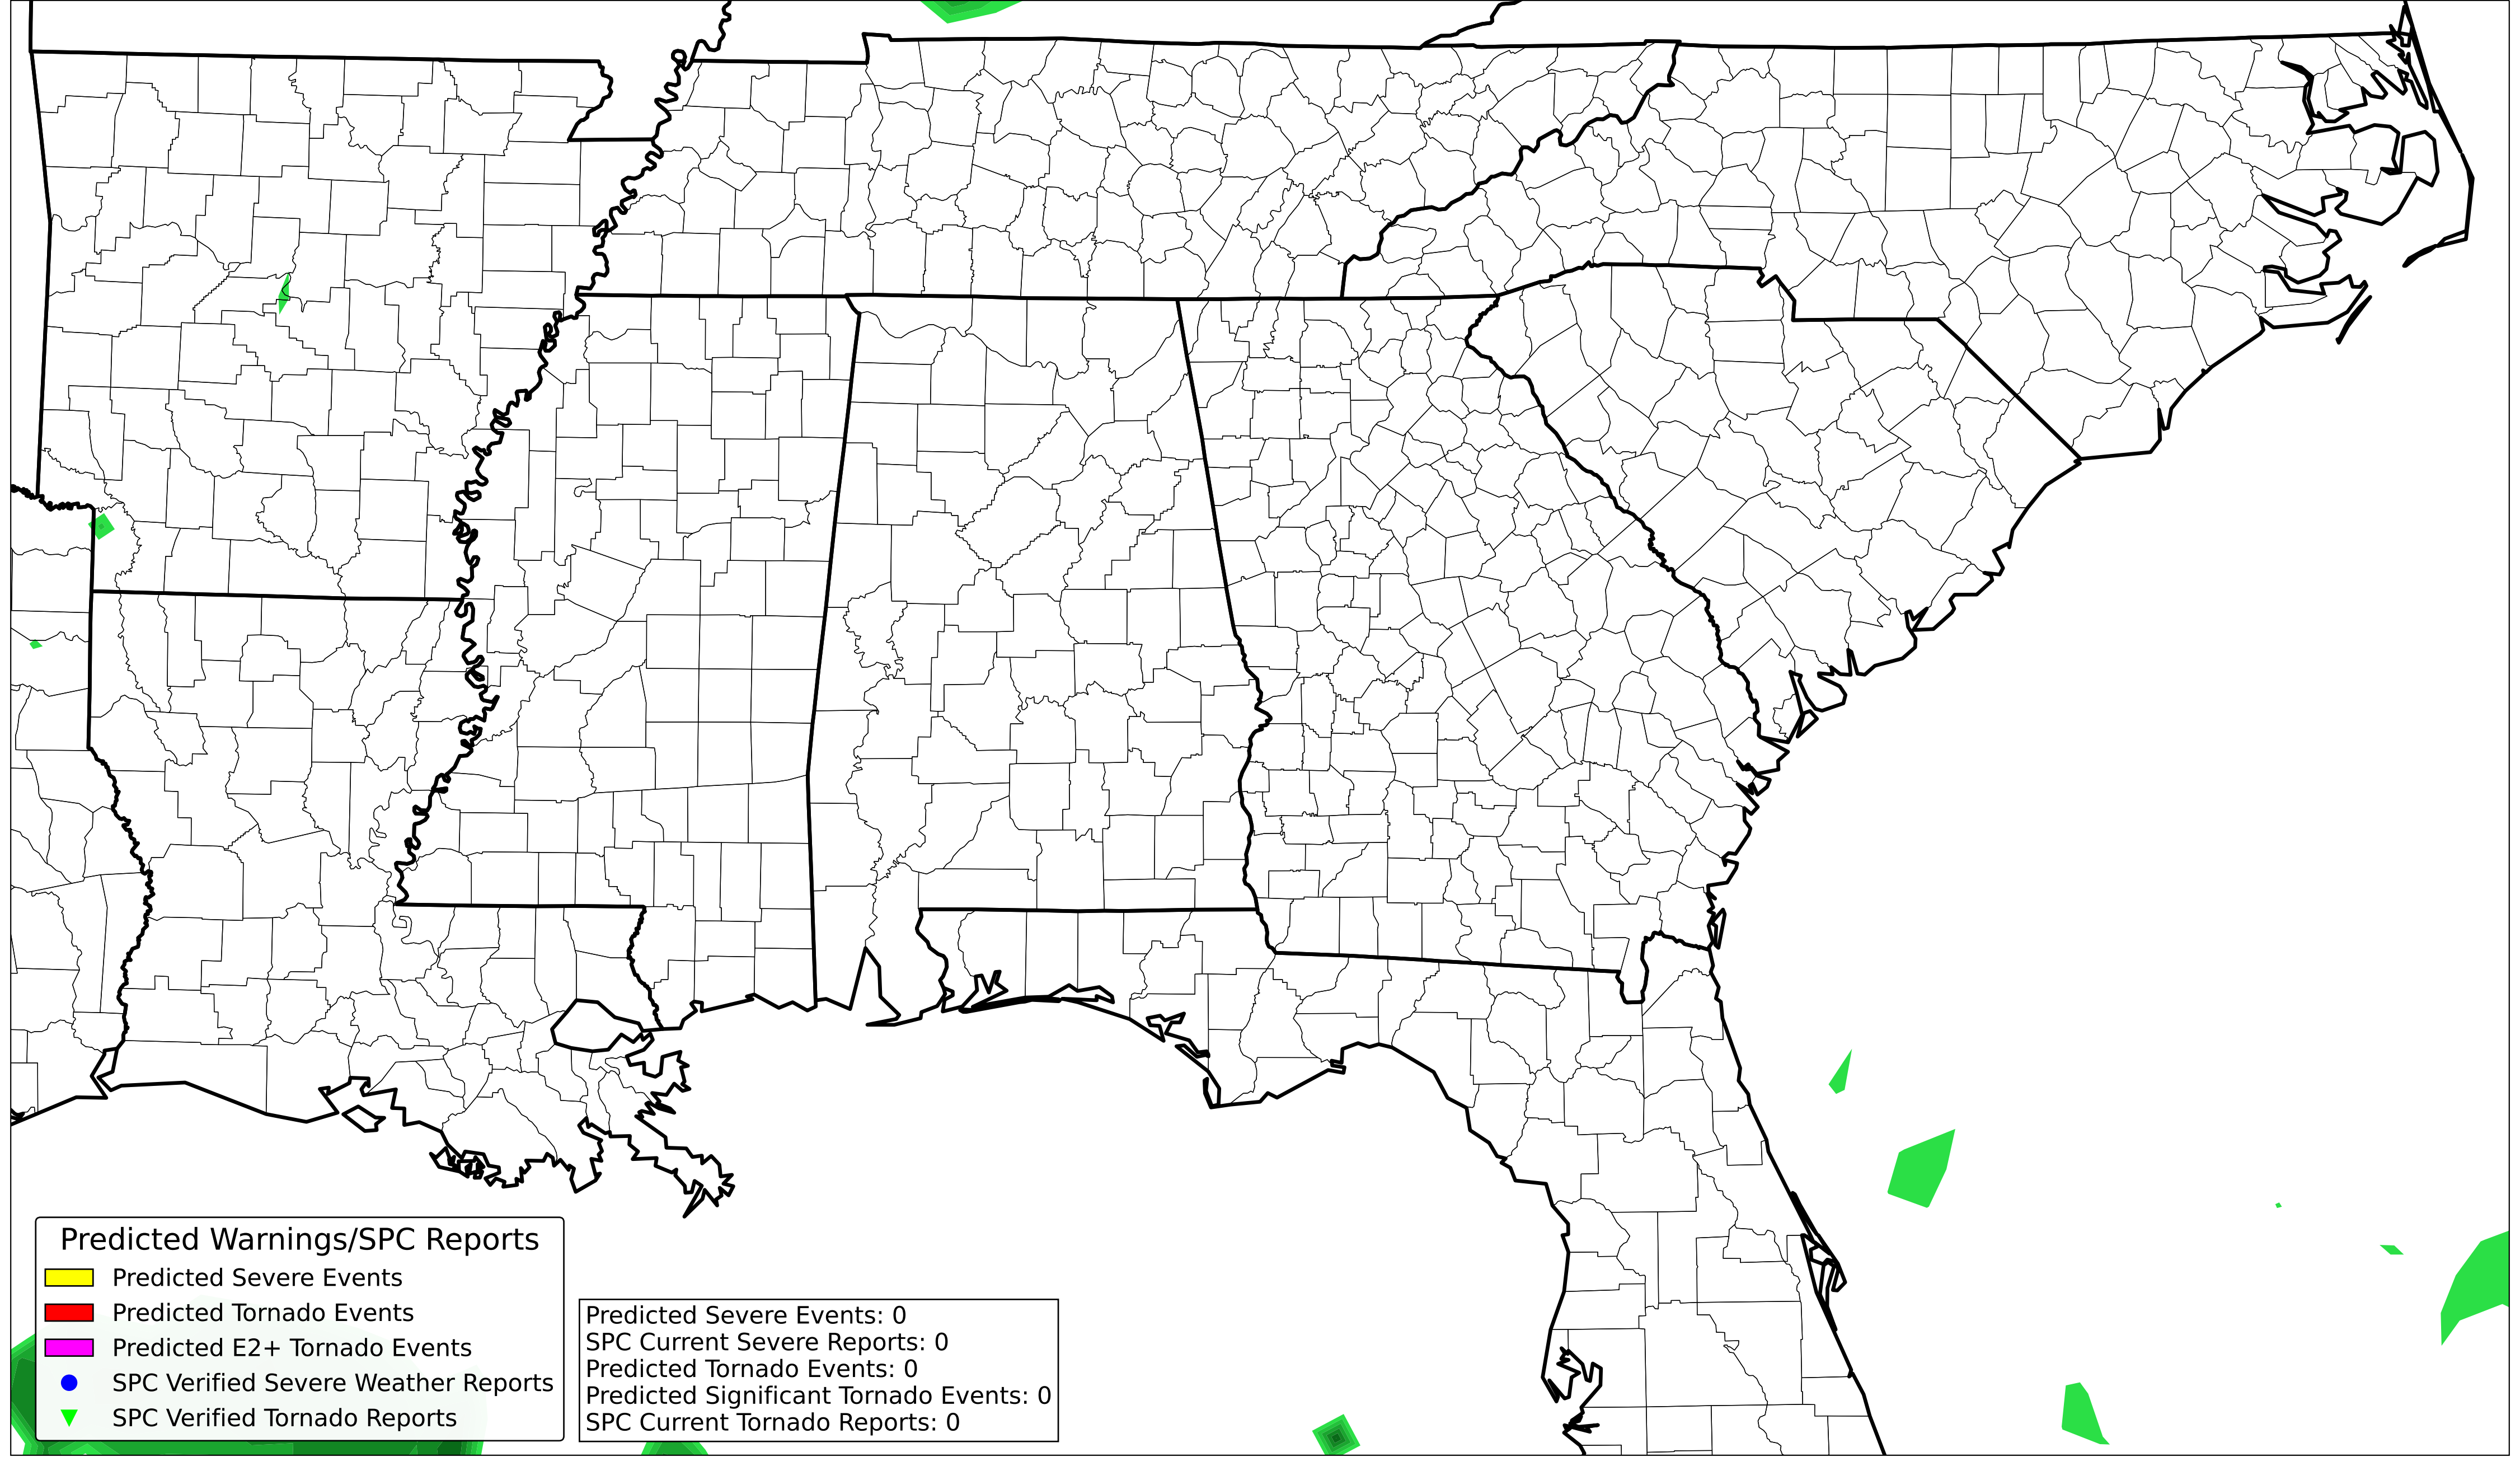 Predicted Warnings/SPC Reports
Predicted Severe Events
Predicted Tornado Events
Predicted E2+ Tornado Events
SPC Verified Severe Weather Reports
SPC Verified Tornado Reports
Predicted Severe Events: 0
SPC Current Severe Reports: 0
Predicted Tornado Events: 0
Predicted Significant Tornado Events: 0
SPC Current Tornado Reports: 0